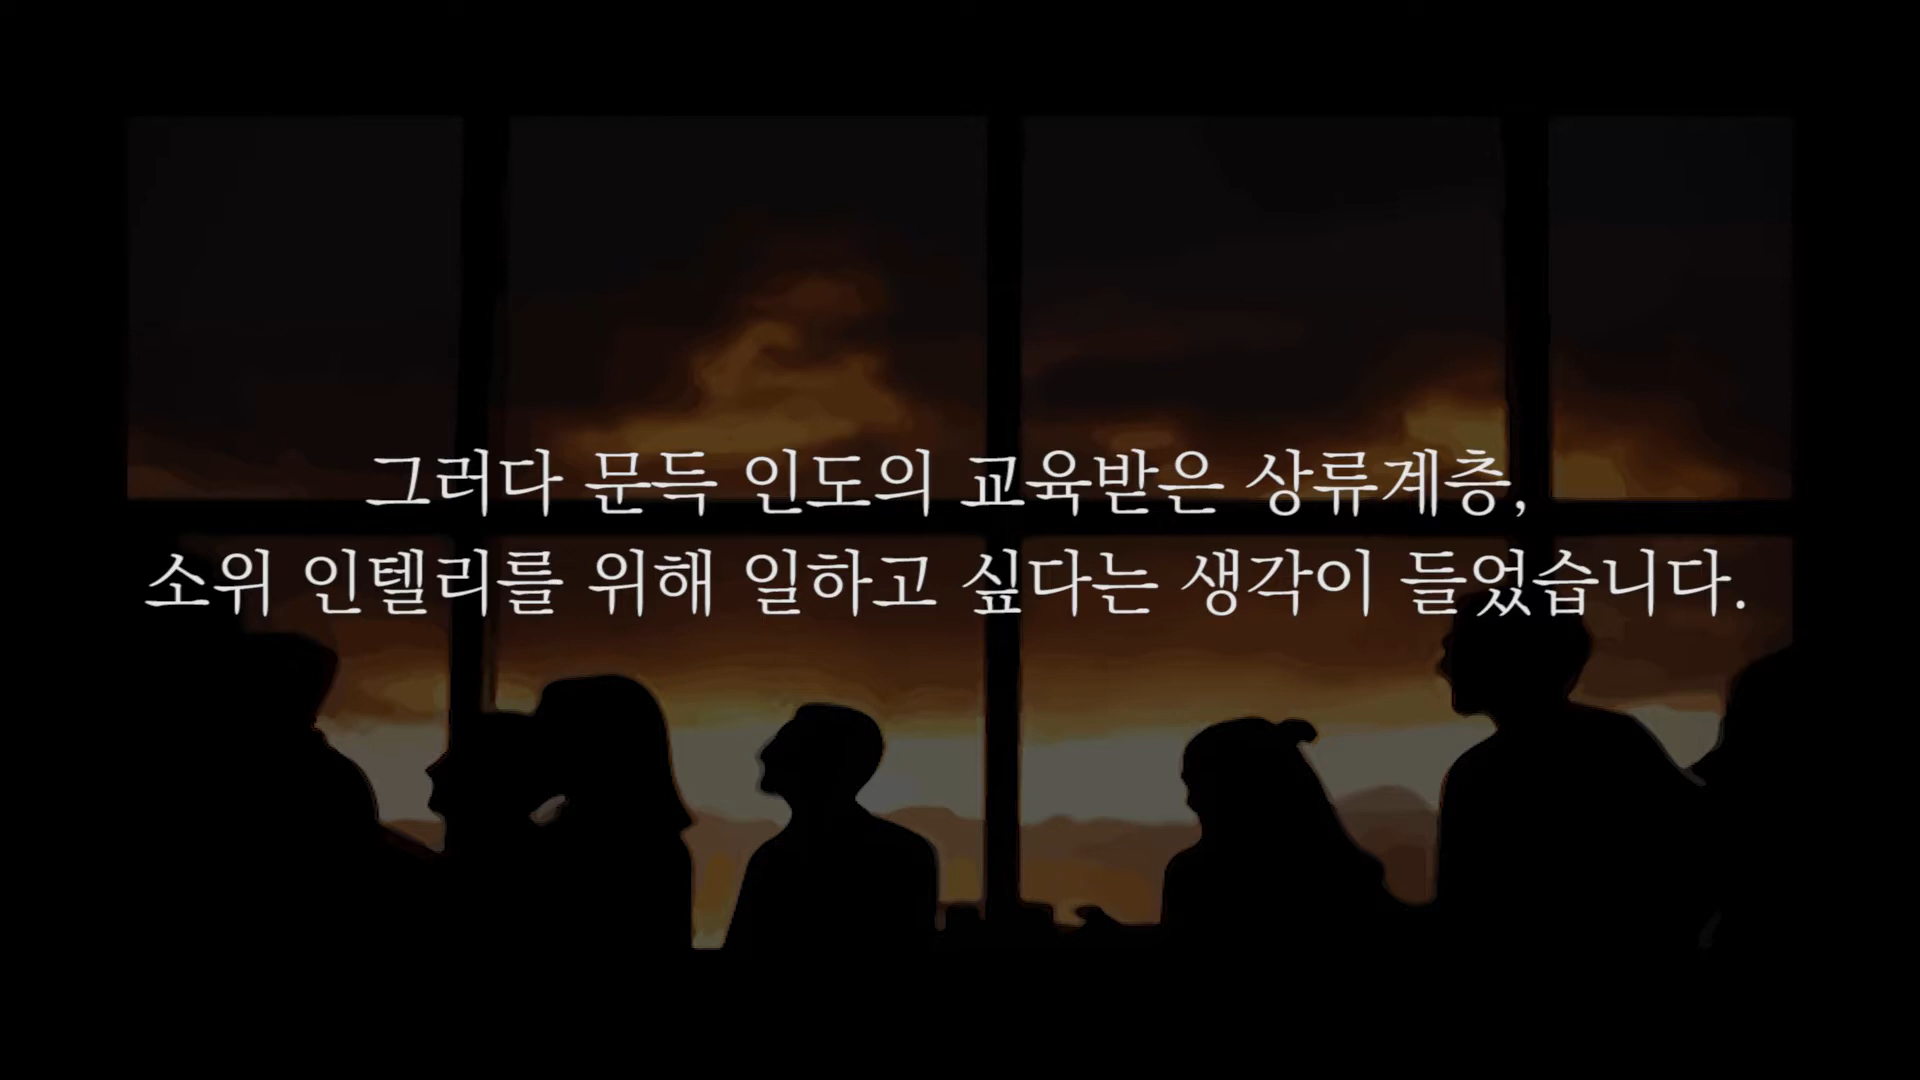 그러다 문득 인도의 교육받은 상류계층,
소위 인텔리를 위해 일하고 싶다는 생각이 들었습니다.